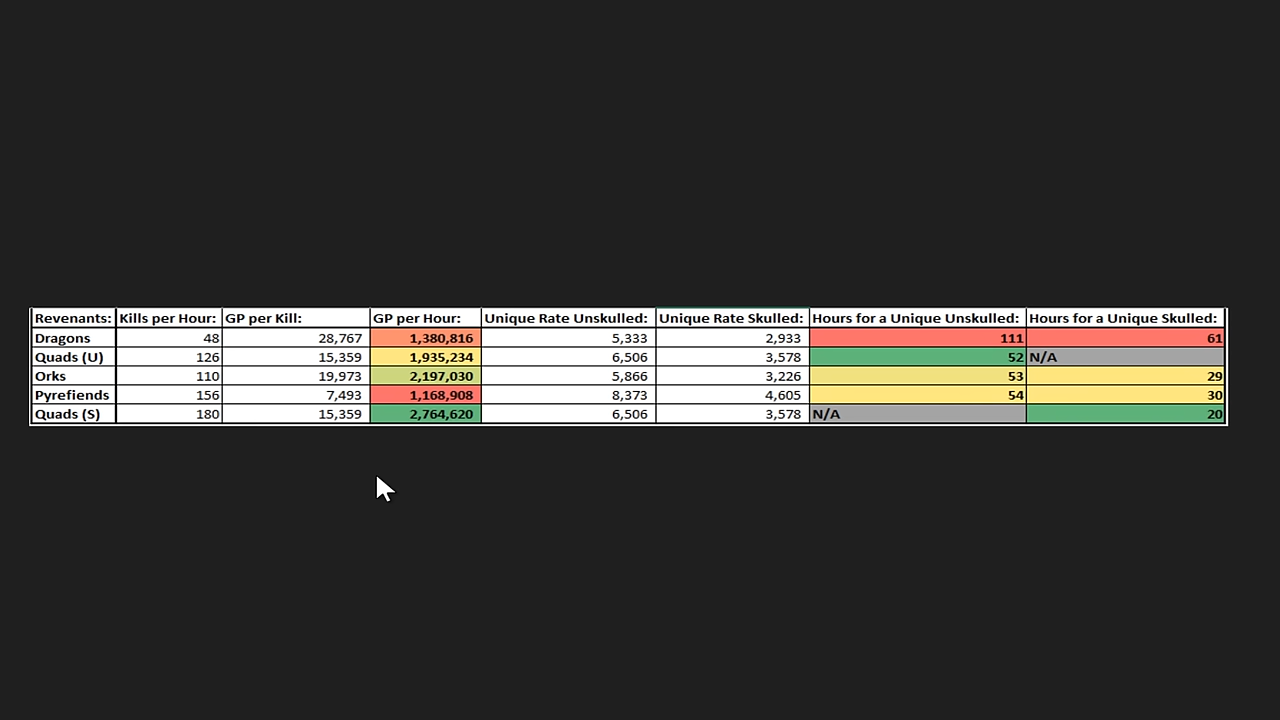 Revenants: Kills per Hour: GP per Kill: GP per Hour: Unique Rate Unskulled: Unique Rate Skulled: Hours for a Unique Unskulled: Hours for a Unique Skulled:
Dragons 48 28,767 1,380,816 5,333 2,933 111 61
Quads (U) 126 15,359 1,935,234 6,506 3,578 52 N/A
Orks 110 19,973 2,197,030 5,866 3,226 53 29
Pyrefiends 156 7,493 1,168,908 8,373 4,605 54 30
Quads (S) 180 15,359 2,764,620 6,506 3,578 N/A 20